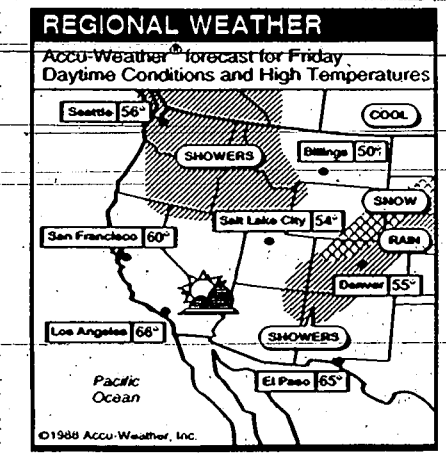 REGIONAL WEATHER
Accu-Weather® forecast for Friday
Daytime Conditions and High Temperatures
Seattle 56°
COOL
SHOWERS
Billings 50°
SNOW
Salt Lake City 54°
San Francisco 60°
RAIN
Denver 55°
Los Angeles 66°
SHOWERS
Pacific
Ocean
El Paso 65°
©1988 Accu-Weather, Inc.